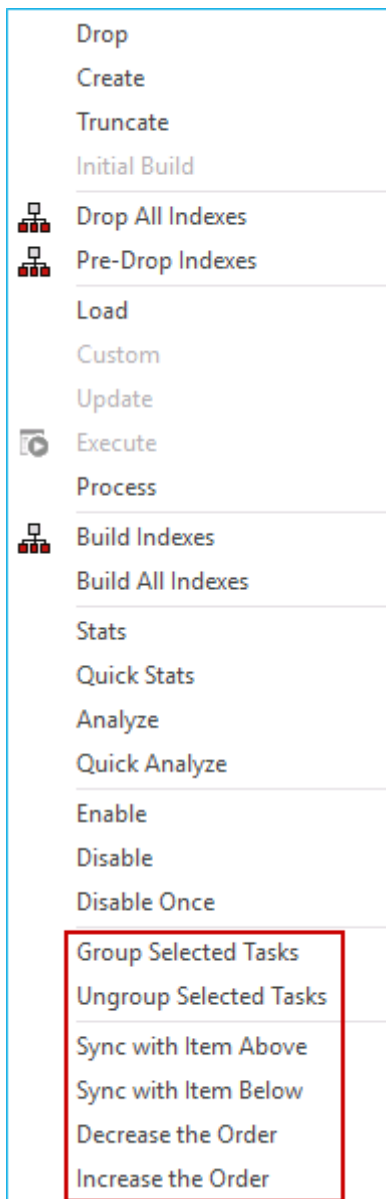 Drop
Create
Truncate
Initial Build
Drop All Indexes
Pre-Drop Indexes
Load
Custom
Update
Execute
Process
Build Indexes
Build All Indexes
Stats
Quick Stats
Analyze
Quick Analyze
Enable
Disable
Disable Once
Group Selected Tasks
Ungroup Selected Tasks
Sync with Item Above
Sync with Item Below
Decrease the Order
Increase the Order